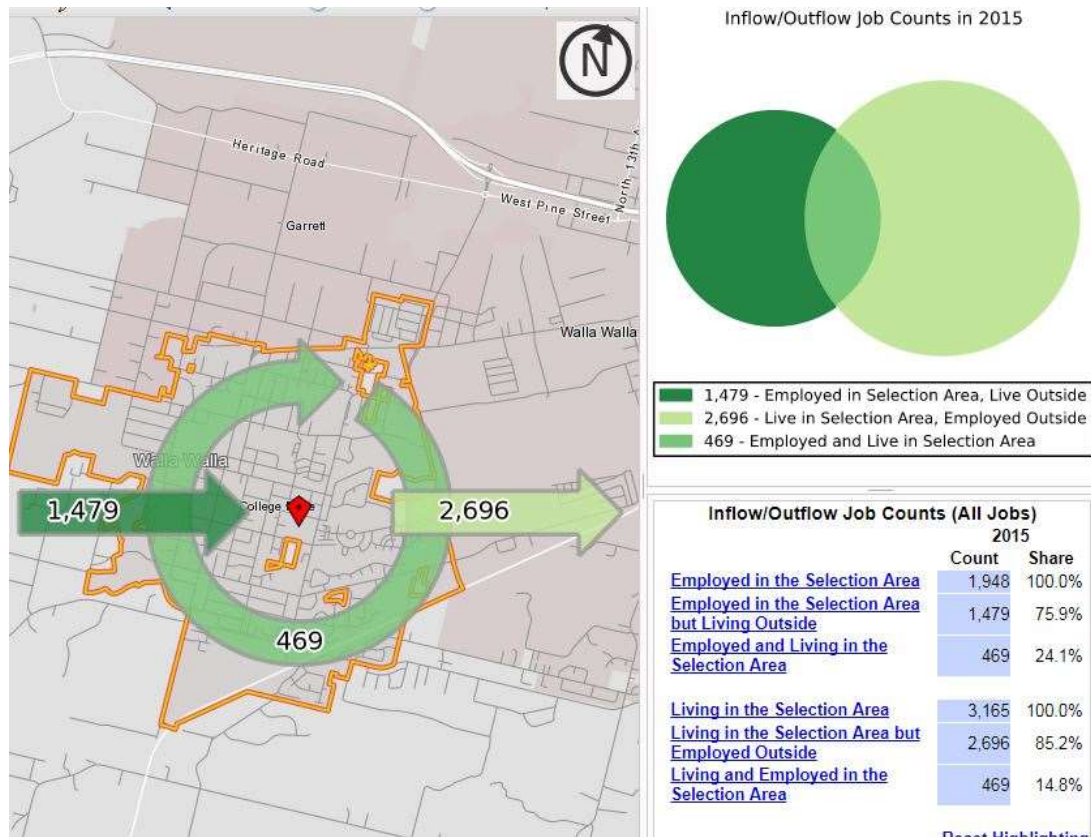 N
Heritage Road
North 13th A
West Pine Street
Garrett
Walla Walla
Walla Walla
College
1,479
2,696
469
Inflow/Outflow Job Counts in 2015
1,479 - Employed in Selection Area, Live Outside
2,696 - Live in Selection Area, Employed Outside
469 - Employed and Live in Selection Area
Inflow/Outflow Job Counts (All Jobs)
2015
Count Share
Employed in the Selection Area 1,948 100.0%
Employed in the Selection Area
but Living Outside 1,479 75.9%
Employed and Living in the
Selection Area 469 24.1%
Living in the Selection Area 3,165 100.0%
Living in the Selection Area but
Employed Outside 2,696 85.2%
Living and Employed in the
Selection Area 469 14.8%
Reset Highlighting